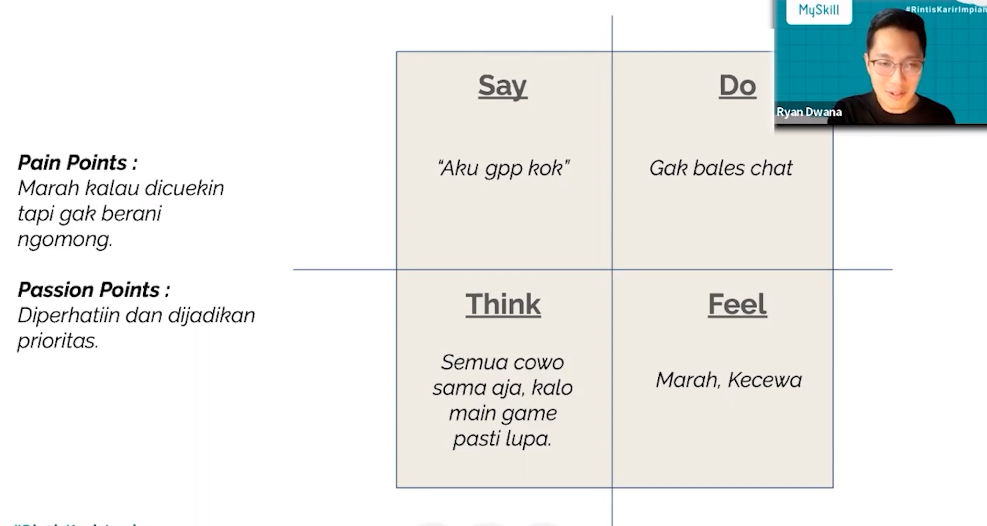 MySkill
#RintisKarirImpian
Ryan Dwana
Say
"Aku gpp kok"
Do
Gak bales chat
Pain Points :
Marah kalau dicuekin
tapi gak berani
ngomong.
Passion Points :
Diperhatiin dan dijadikan
prioritas.
Think
Semua cowo
sama aja, kalo
main game
pasti lupa.
Feel
Marah, Kecewa